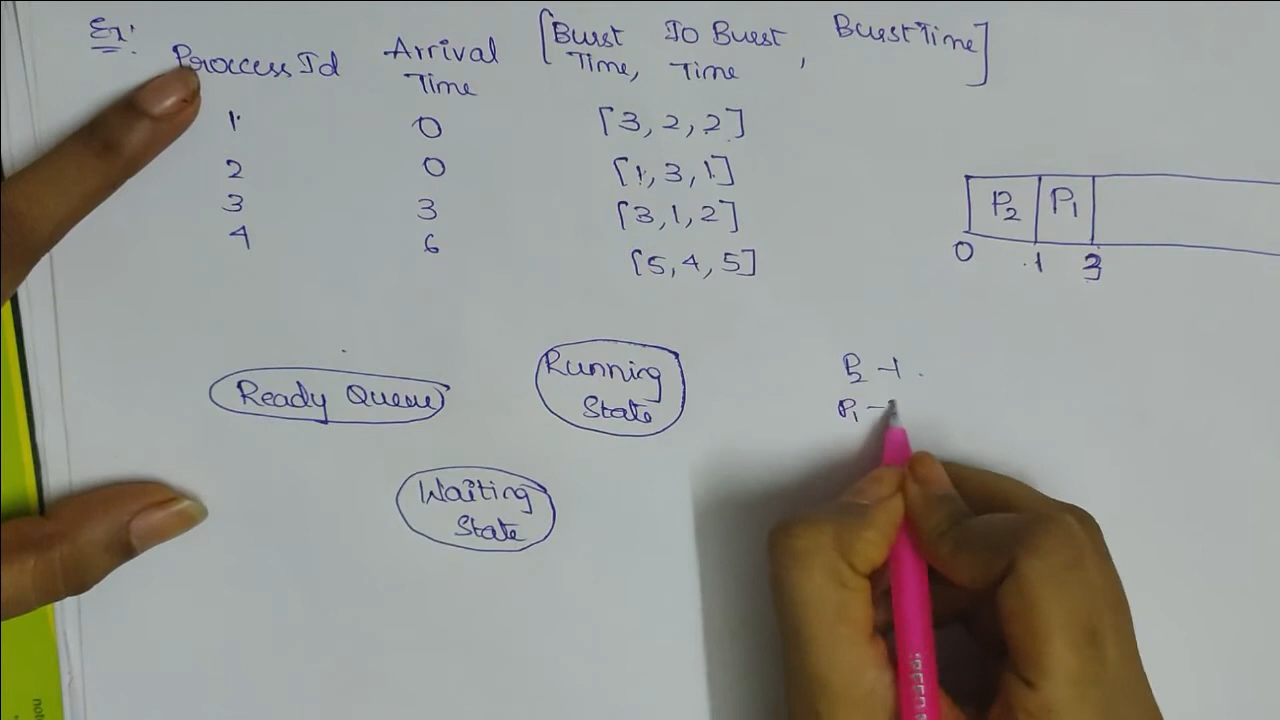 Ex:
Process Id Arrival Time [Burst Time, IO Burst Time, Burst Time]
1 0 [3, 2, 2]
2 0 [1, 3, 1]
3 3 [3, 1, 2]
4 6 [5, 4, 5]
P2 P1
0 1 3
Ready Queue
Running State
Waiting State
P2 - 1
P1 -